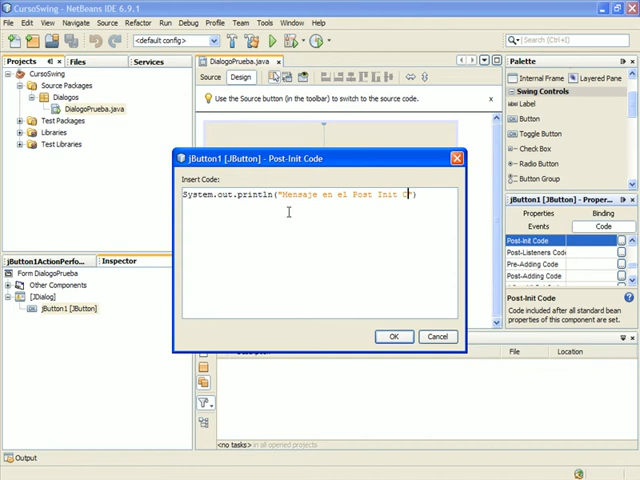 CursoSwing - NetBeans IDE 6.9.1
File Edit View Navigate Source Refactor Run Debug Profile Team Tools Window Help
<default config>
Search (Ctrl+I)
Projects Files Services
CursoSwing
Source Packages
Dialogos
DialogoPrueba.java
Test Packages
Libraries
Test Libraries
DialogoPrueba.java
Source Design
Use the Source button (in the toolbar) to switch to the source code. x
Palette
Internal Frame Layered Pane
Swing Controls
Label
Button
Toggle Button
Check Box
Radio Button
Button Group
jButton1 [JButton] - Post-Init Code
Insert Code:
System.out.println("Mensaje en el Post Init C")
OK Cancel
jButton1 [JButton] - Proper...
Properties Binding
Events Code
Post-Init Code
Post-Listeners Code
Pre-Adding Code
Post-Adding Code
Post-Init Code
Code included after all standard bean properties of this component are set.
jButton1ActionPerfo... Inspector
Form DialogoPrueba
Other Components
[JDialog]
jButton1 [JButton]
File Location
<no tasks> in all opened projects
Output